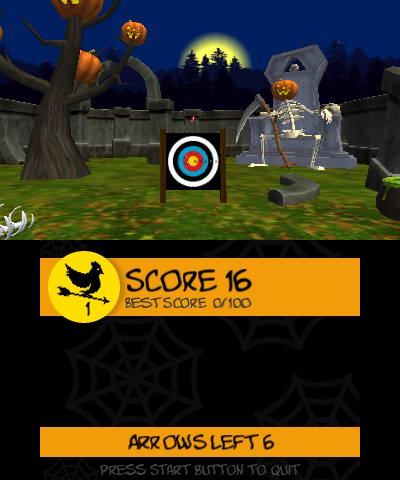 SCORE 16
BEST SCORE 0/100
1
ARROWS LEFT 6
PRESS START BUTTON TO QUIT